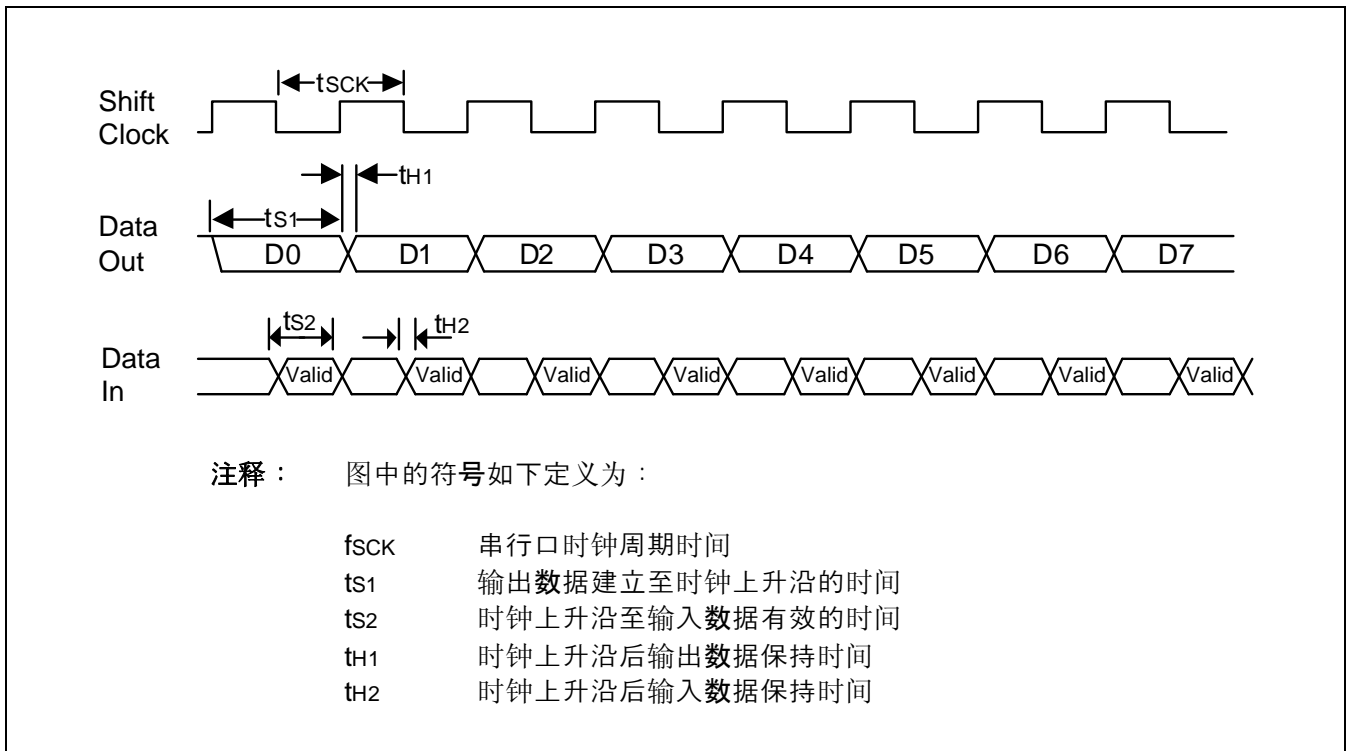 tSCK
Shift
Clock
tH1
tS1
Data
Out
D0 D1 D2 D3 D4 D5 D6 D7
tS2
tH2
Data
In
Valid Valid Valid Valid Valid Valid Valid Valid
注释： 图中的符号如下定义为：
fSCK 串行口时钟周期时间
tS1 输出数据建立至时钟上升沿的时间
tS2 时钟上升沿至输入数据有效的时间
tH1 时钟上升沿后输出数据保持时间
tH2 时钟上升沿后输入数据保持时间